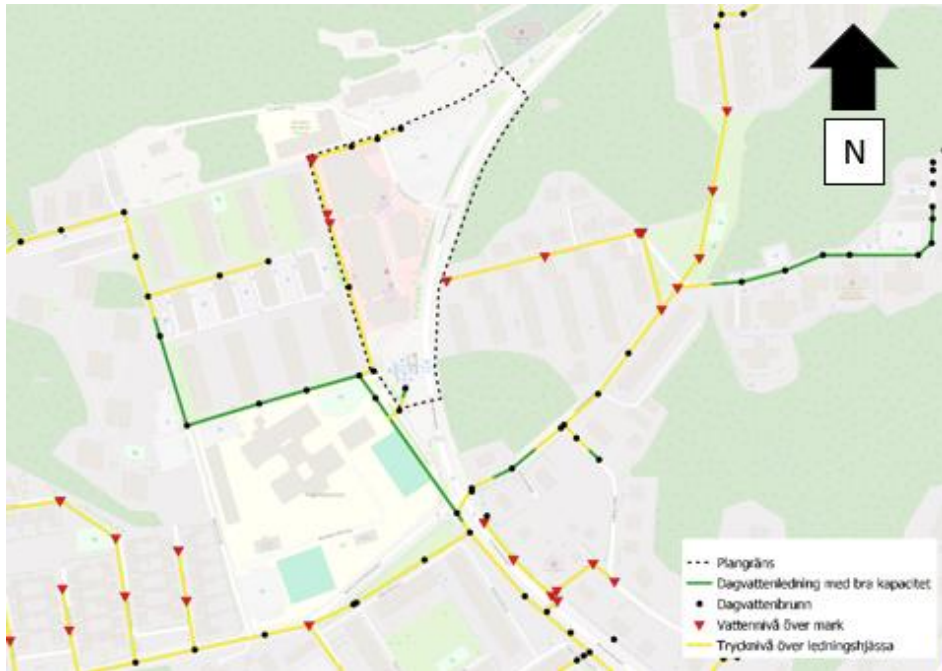 N
Plangräns
Dagvattenledning med bra kapacitet
Dagvattenbrunn
Vattennivå över mark
Trycknivå över ledningshjässa